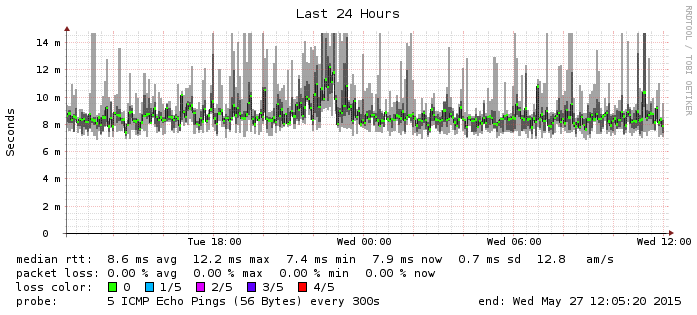 Last 24 Hours
RRDTOOL / TOBI OETIKER
Seconds
14 m
12 m
10 m
8 m
6 m
4 m
2 m
0
Tue 18:00 Wed 00:00 Wed 06:00 Wed 12:00
median rtt: 8.6 ms avg 12.2 ms max 7.4 ms min 7.9 ms now 0.7 ms sd 12.8 am/s
packet loss: 0.00 % avg 0.00 % max 0.00 % min 0.00 % now
loss color: 0 1/5 2/5 3/5 4/5
probe: 5 ICMP Echo Pings (56 Bytes) every 300s end: Wed May 27 12:05:20 2015